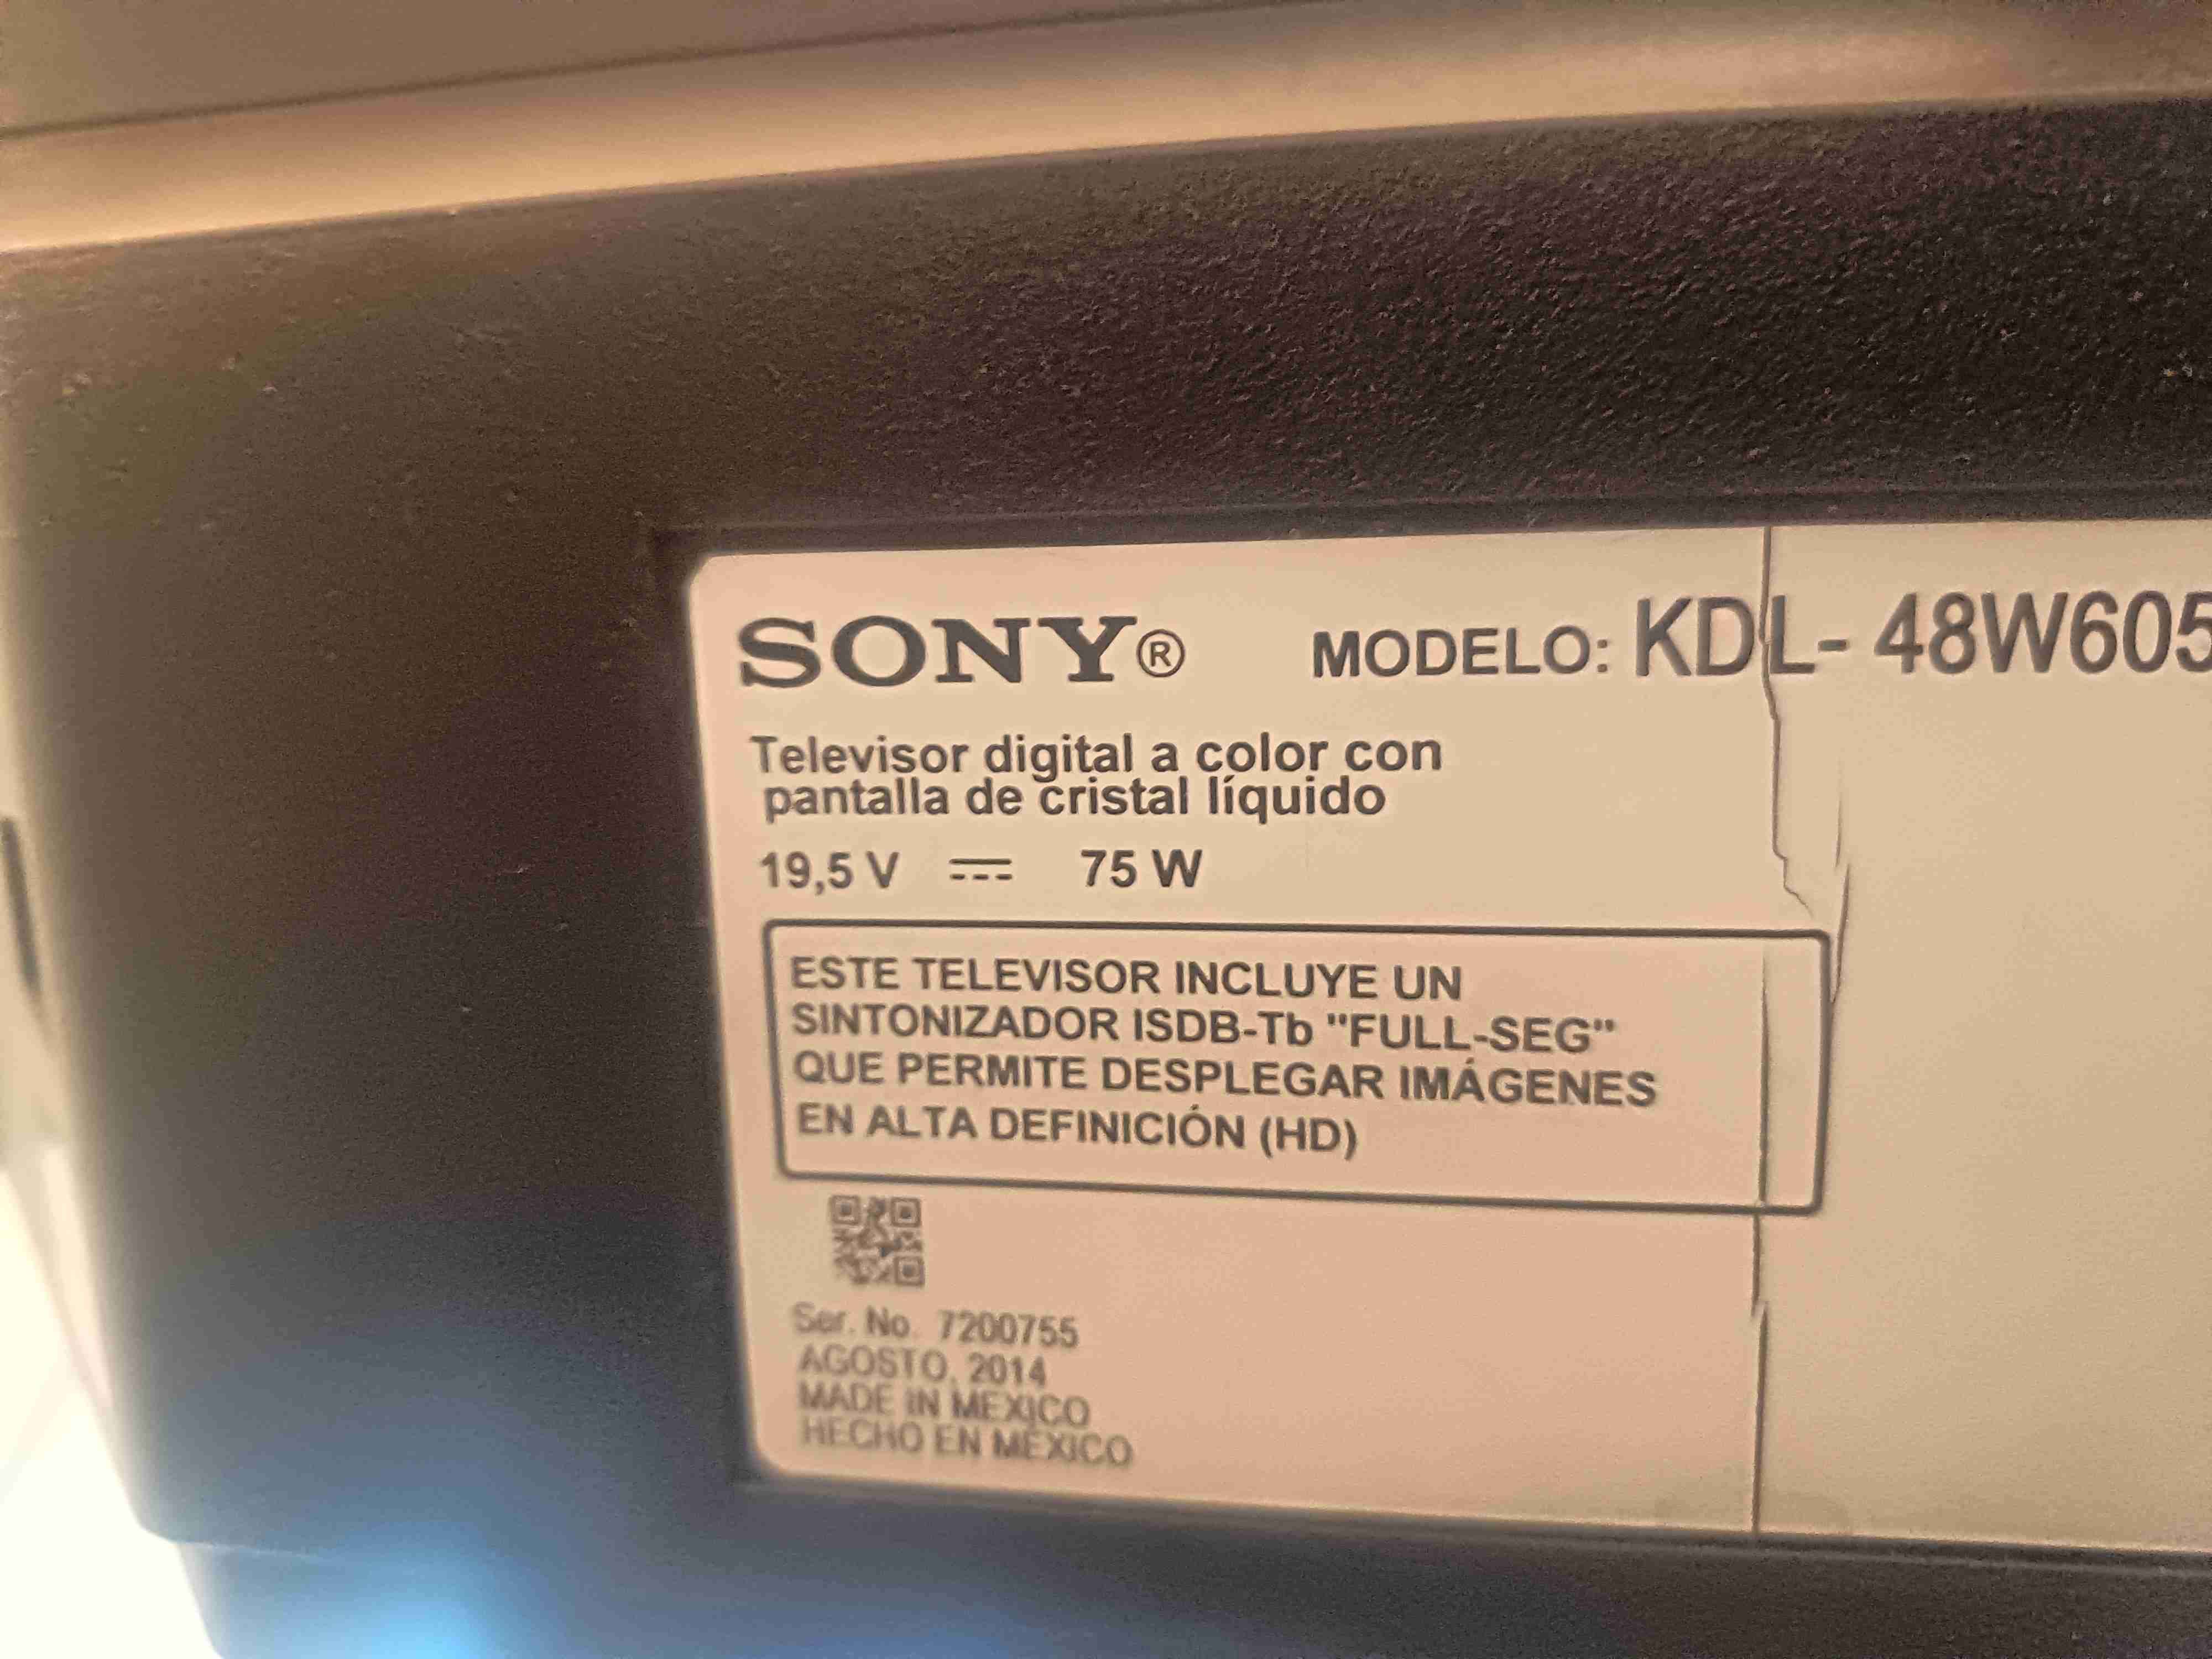 SONY® MODELO: KDL-48W605
Televisor digital a color con
pantalla de cristal líquido
19,5 V ⎓ 75 W
ESTE TELEVISOR INCLUYE UN
SINTONIZADOR ISDB-Tb "FULL-SEG"
QUE PERMITE DESPLEGAR IMÁGENES
EN ALTA DEFINICIÓN (HD)
Ser. No. 7200755
AGOSTO, 2014
MADE IN MEXICO
HECHO EN MÉXICO